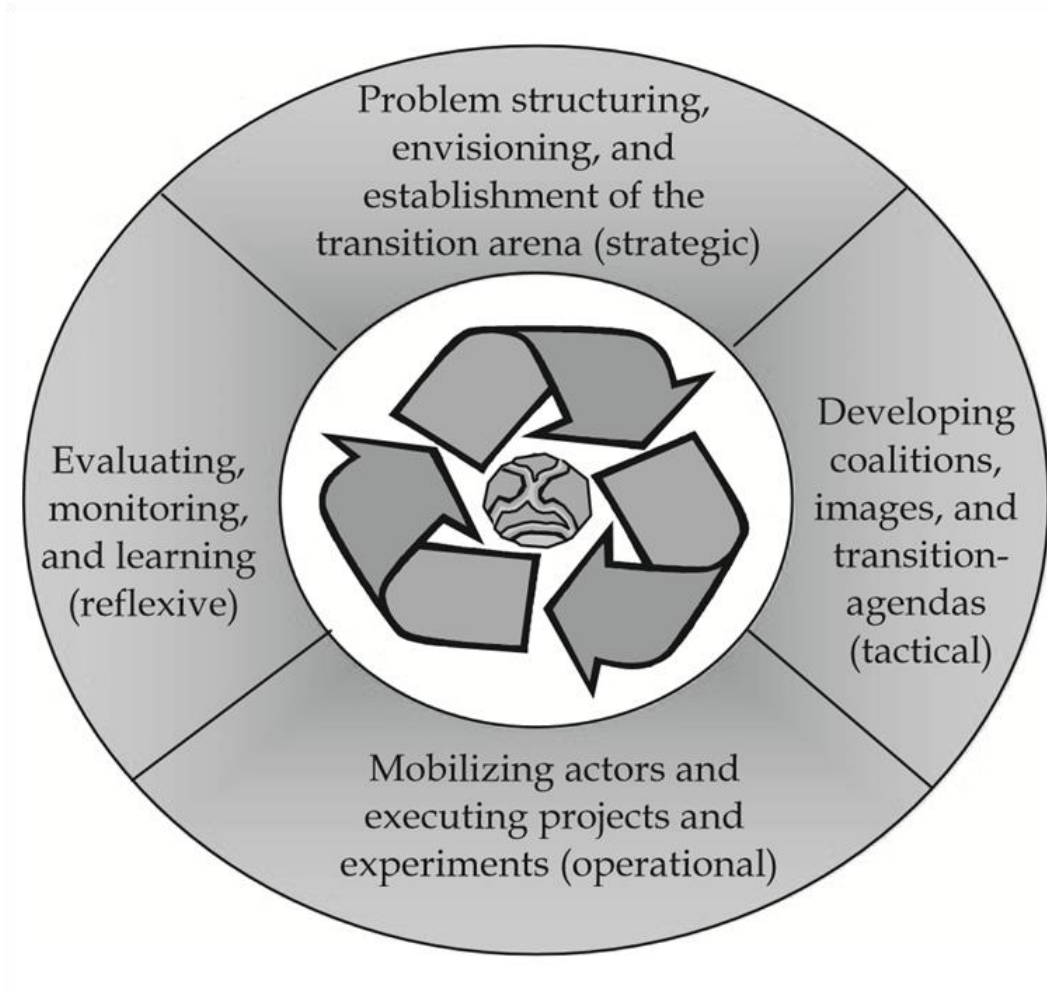 Problem structuring,
envisioning, and
establishment of the
transition arena (strategic)
Developing
coalitions,
images, and
transition-
agendas
(tactical)
Mobilizing actors and
executing projects and
experiments (operational)
Evaluating,
monitoring,
and learning
(reflexive)